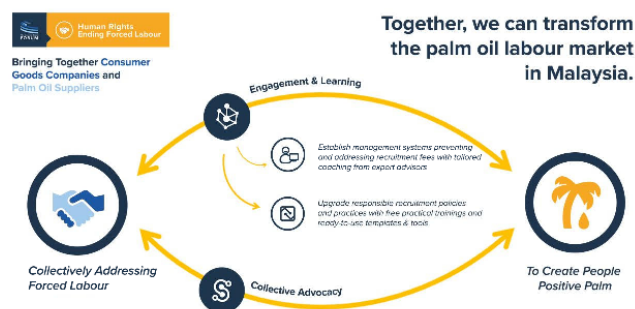 FORUM
Human Rights
Ending Forced Labour
Bringing Together Consumer
Goods Companies and
Palm Oil Suppliers
Together, we can transform
the palm oil labour market
in Malaysia.
Engagement & Learning
Establish management systems preventing
and addressing recruitment fees with tailored
coaching from expert advisors
Upgrade responsible recruitment policies
and practices with free practical trainings and
ready-to-use templates & tools
Collectively Addressing
Forced Labour
To Create People
Positive Palm
Collective Advocacy